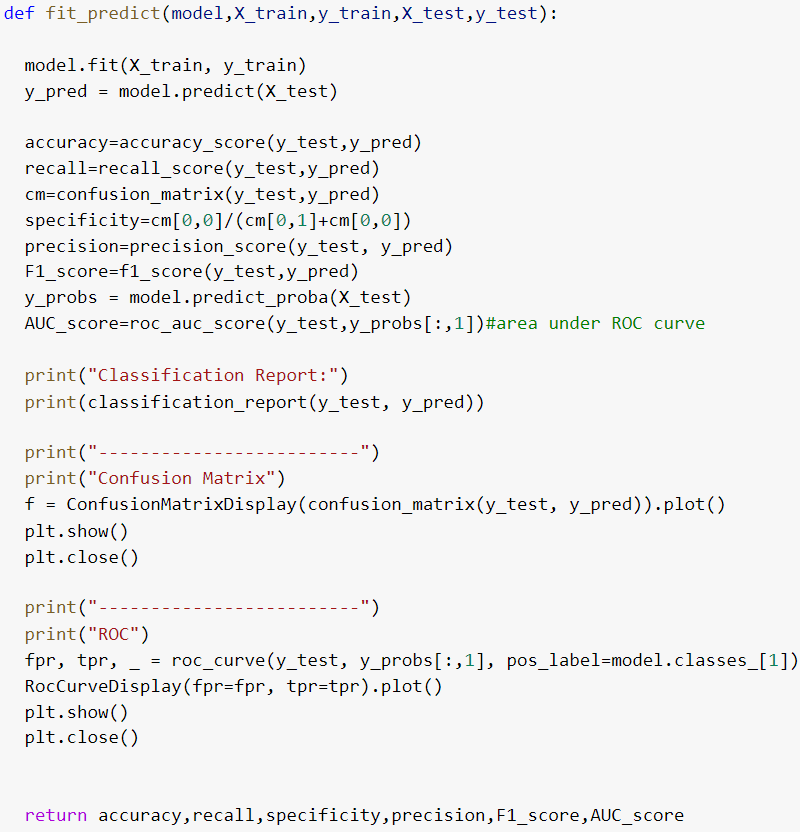 def fit_predict(model,X_train,y_train,X_test,y_test):
  model.fit(X_train, y_train)
  y_pred = model.predict(X_test)
  accuracy=accuracy_score(y_test,y_pred)
  recall=recall_score(y_test,y_pred)
  cm=confusion_matrix(y_test,y_pred)
  specificity=cm[0,0]/(cm[0,1]+cm[0,0])
  precision=precision_score(y_test, y_pred)
  F1_score=f1_score(y_test,y_pred)
  y_probs = model.predict_proba(X_test)
  AUC_score=roc_auc_score(y_test,y_probs[:,1])#area under ROC curve
  print("Classification Report:")
  print(classification_report(y_test, y_pred))
  print("-------------------------")
  print("Confusion Matrix")
  f = ConfusionMatrixDisplay(confusion_matrix(y_test, y_pred)).plot()
  plt.show()
  plt.close()
  print("-------------------------")
  print("ROC")
  fpr, tpr, _ = roc_curve(y_test, y_probs[:,1], pos_label=model.classes_[1])
  RocCurveDisplay(fpr=fpr, tpr=tpr).plot()
  plt.show()
  plt.close()
  return accuracy,recall,specificity,precision,F1_score,AUC_score